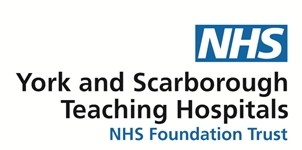 NHS
York and Scarborough
Teaching Hospitals
NHS Foundation Trust